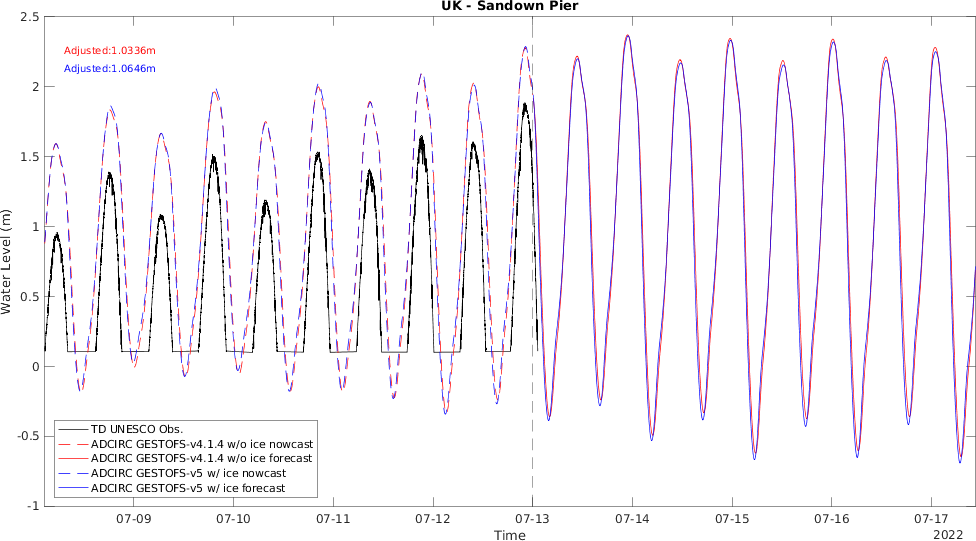 UK - Sandown Pier
2.5
2
1.5
1
0.5
0
-0.5
-1
Water Level (m)
Adjusted:1.0336m
Adjusted:1.0646m
TD UNESCO Obs.
ADCIRC GESTOFS-v4.1.4 w/o ice nowcast
ADCIRC GESTOFS-v4.1.4 w/o ice forecast
ADCIRC GESTOFS-v5 w/ ice nowcast
ADCIRC GESTOFS-v5 w/ ice forecast
07-09 07-10 07-11 07-12 07-13 07-14 07-15 07-16 07-17
Time
2022